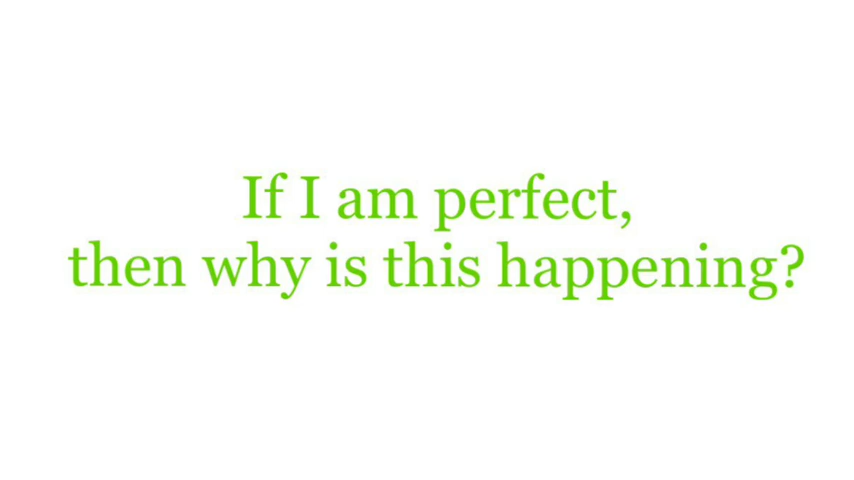 If I am perfect,
then why is this happening?